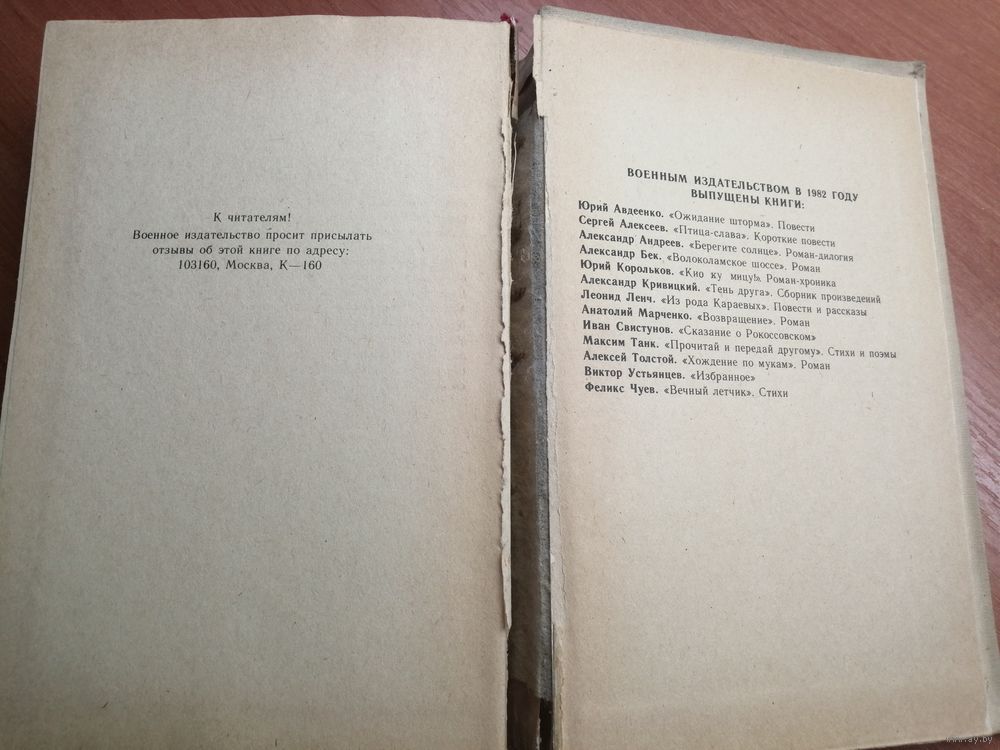 К читателям!
Военное издательство просит присылать
отзывы об этой книге по адресу:
103160, Москва, К—160
ВОЕННЫМ ИЗДАТЕЛЬСТВОМ В 1982 ГОДУ
ВЫПУЩЕНЫ КНИГИ:
Юрий Авдеенко. «Ожидание шторма». Повести
Сергей Алексеев. «Птица-слава». Короткие повести
Александр Андреев. «Берегите солнце». Роман-дилогия
Александр Бек. «Волоколамское шоссе». Роман
Юрий Корольков. «Кио ку мицу!». Роман-хроника
Александр Кривицкий. «Тень друга». Сборник произведений
Леонид Ленч. «Из рода Караевых». Повести и рассказы
Анатолий Марченко. «Возвращение». Роман
Иван Свистунов. «Сказание о Рокоссовском»
Максим Танк. «Прочитай и передай другому». Стихи и поэмы
Алексей Толстой. «Хождение по мукам». Роман
Виктор Устьянцев. «Избранное»
Феликс Чуев. «Вечный летчик». Стихи
www.ay.by